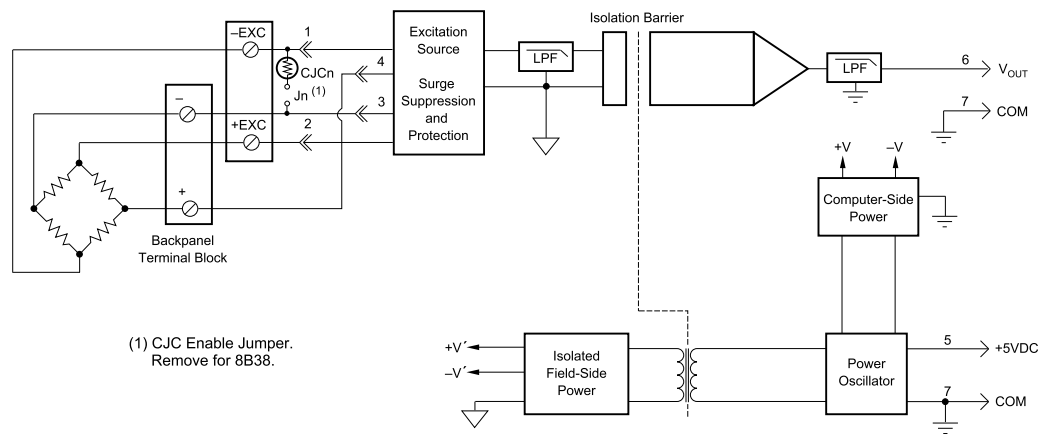 Isolation Barrier
–EXC
1
CJCn
Jn (1)
4
3
–
+EXC
2
+
Backpanel
Terminal Block
Excitation
Source
Surge
Suppression
and
Protection
LPF
LPF
6
VOUT
7
COM
+V
–V
Computer-Side
Power
(1) CJC Enable Jumper.
Remove for 8B38.
+V´
–V´
Isolated
Field-Side
Power
Power
Oscillator
5
+5VDC
7
COM